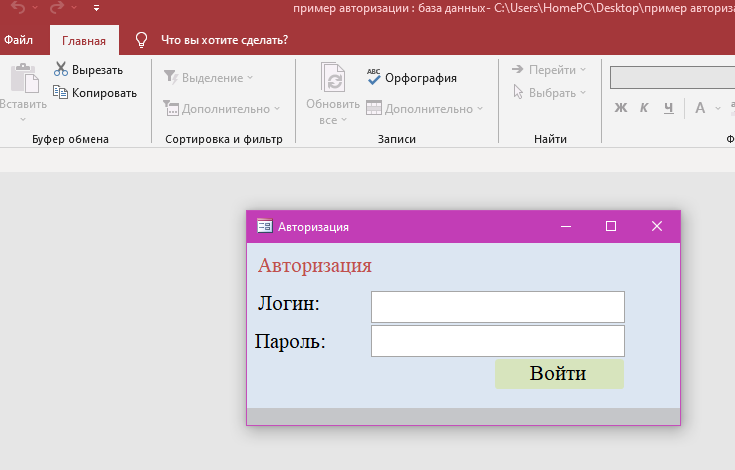 пример авторизации : база данных- C:\Users\HomePC\Desktop\пример авториза
Файл Главная Что вы хотите сделать?
Вставить
Вырезать
Копировать
Буфер обмена
Выделение
Дополнительно
Сортировка и фильтр
Обновить все
ABC Орфография
Дополнительно
Записи
Перейти
Выбрать
Найти
Ж К Ч А
Авторизация
Авторизация
Логин:
Пароль:
Войти